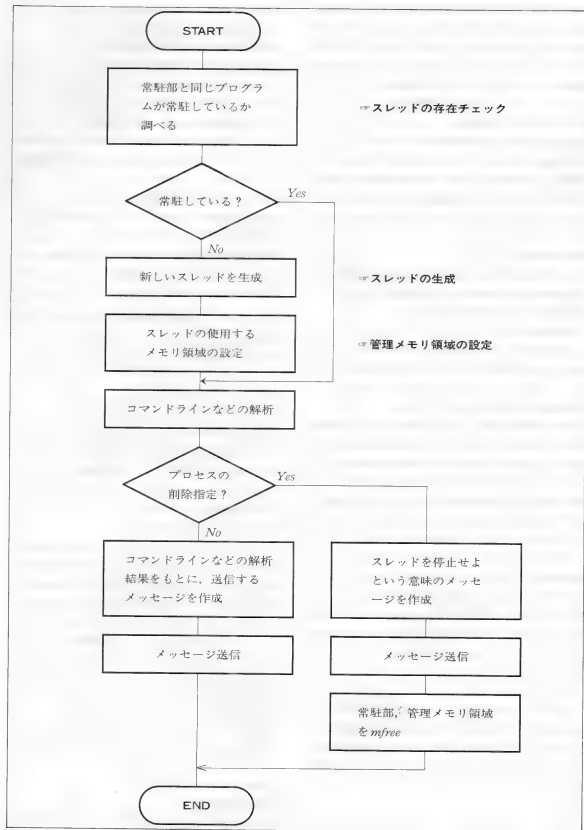 START
常駐部と同じプログラ
ムが常駐しているか
調べる
☞スレッドの存在チェック
常駐している？
Yes
No
新しいスレッドを生成
☞スレッドの生成
スレッドの使用する
メモリ領域の設定
☞管理メモリ領域の設定
コマンドラインなどの解析
プロセスの
削除指定？
Yes
No
コマンドラインなどの解析
結果をもとに，送信する
メッセージを作成
メッセージ送信
スレッドを停止せよ
という意味のメッセ
ージを作成
メッセージ送信
常駐部，管理メモリ領域
をmfree
END